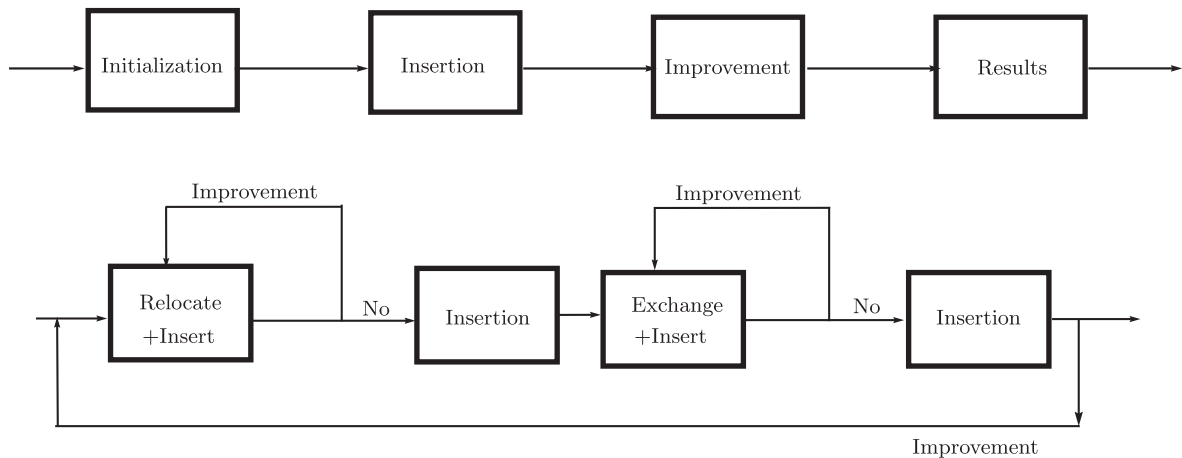 Initialization
Insertion
Improvement
Results
Improvement
Improvement
Relocate
+Insert
No
Insertion
Exchange
+Insert
No
Insertion
Improvement